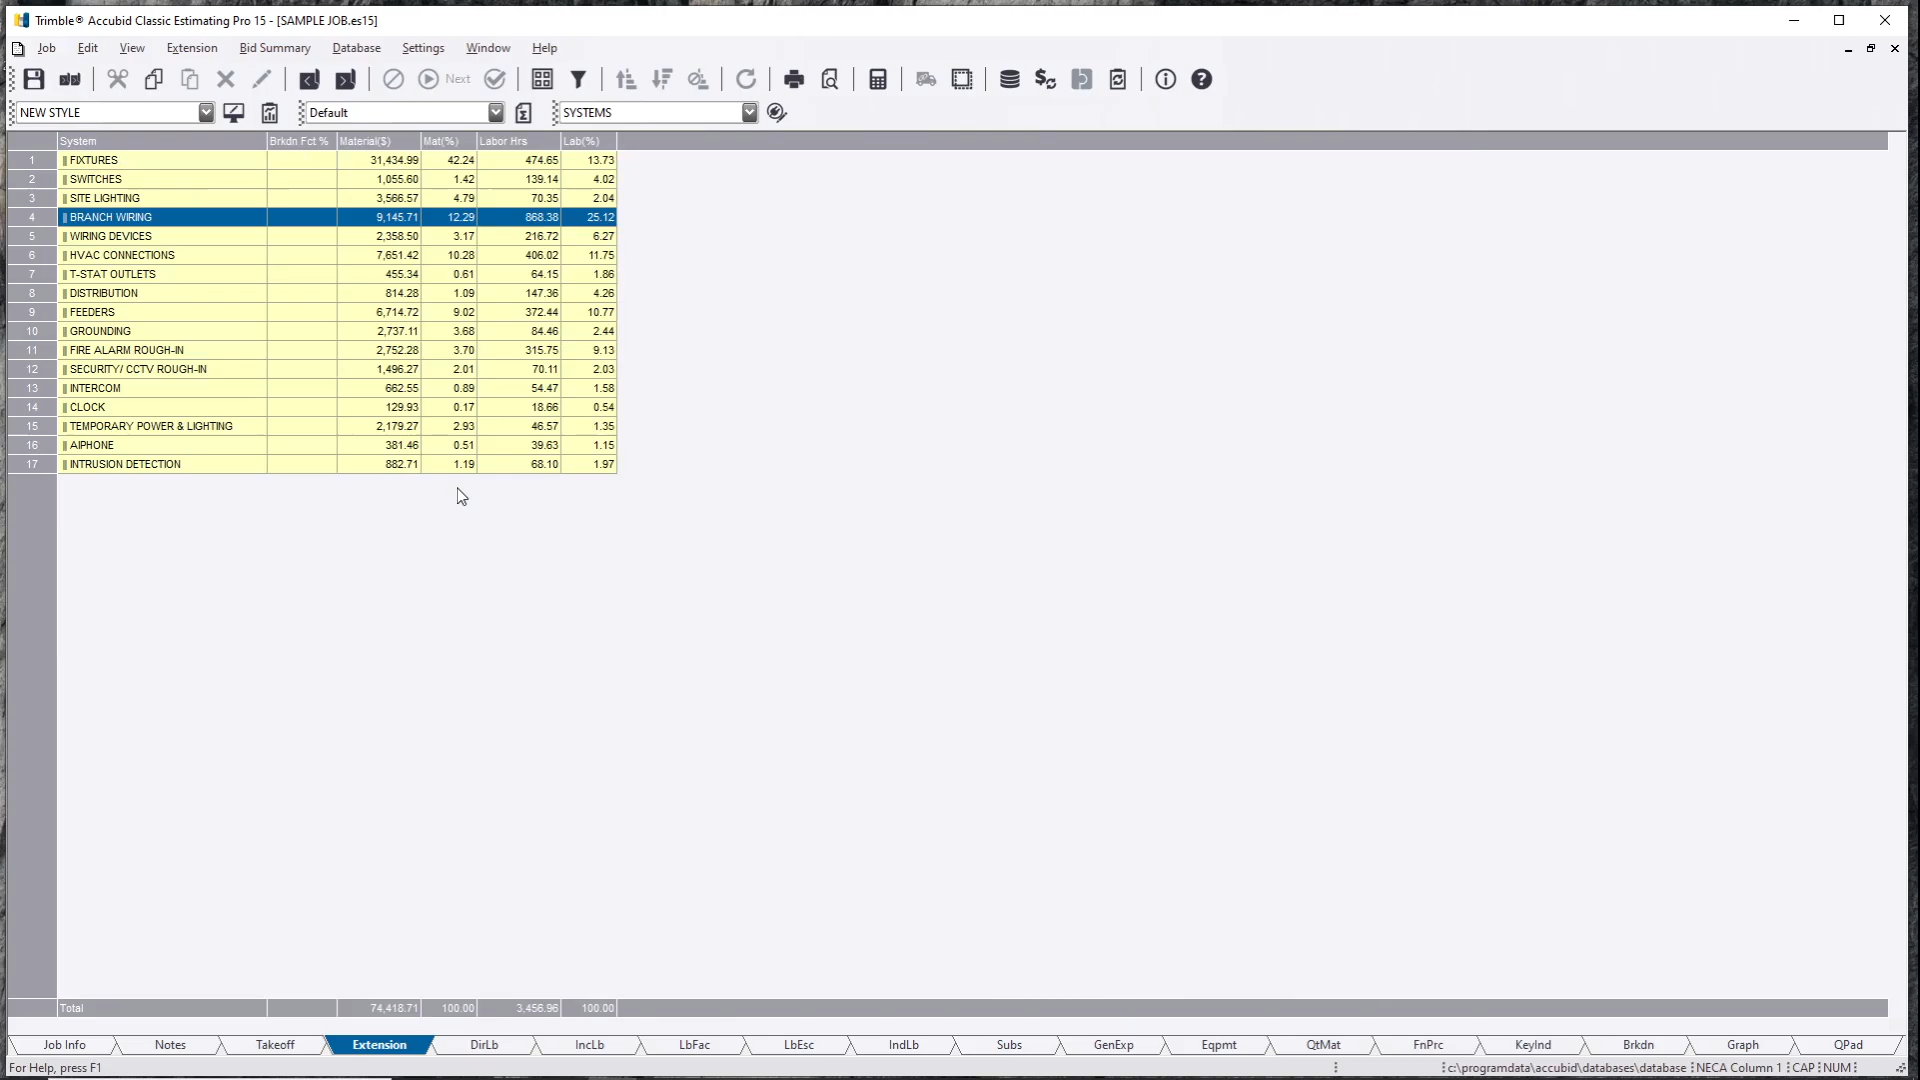 Trimble® Accubid Classic Estimating Pro 15 - [SAMPLE JOB.es15]
Job Edit View Extension Bid Summary Database Settings Window Help
Next
NEW STYLE Default SYSTEMS
System Brkdn Fct % Material($) Mat(%) Labor Hrs Lab(%)
1 FIXTURES 31,434.99 42.24 474.65 13.73
2 SWITCHES 1,055.60 1.42 139.14 4.02
3 SITE LIGHTING 3,566.57 4.79 70.35 2.04
4 BRANCH WIRING 9,145.71 12.29 868.38 25.12
5 WIRING DEVICES 2,358.50 3.17 216.72 6.27
6 HVAC CONNECTIONS 7,651.42 10.28 406.02 11.75
7 T-STAT OUTLETS 455.34 0.61 64.15 1.86
8 DISTRIBUTION 814.28 1.09 147.36 4.26
9 FEEDERS 6,714.72 9.02 372.44 10.77
10 GROUNDING 2,737.11 3.68 84.46 2.44
11 FIRE ALARM ROUGH-IN 2,752.28 3.70 315.75 9.13
12 SECURITY/ CCTV ROUGH-IN 1,496.27 2.01 70.11 2.03
13 INTERCOM 662.55 0.89 54.47 1.58
14 CLOCK 129.93 0.17 18.66 0.54
15 TEMPORARY POWER & LIGHTING 2,179.27 2.93 46.57 1.35
16 AIPHONE 381.46 0.51 39.63 1.15
17 INTRUSION DETECTION 882.71 1.19 68.10 1.97
Total 74,418.71 100.00 3,456.96 100.00
Job Info Notes Takeoff Extension DirLb IncLb LbFac LbEsc IndLb Subs GenExp Eqpmt QtMat FnPrc KeyInd Brkdn Graph QPad
For Help, press F1 c:\programdata\accubid\databases\database NECA Column 1 CAP NUM